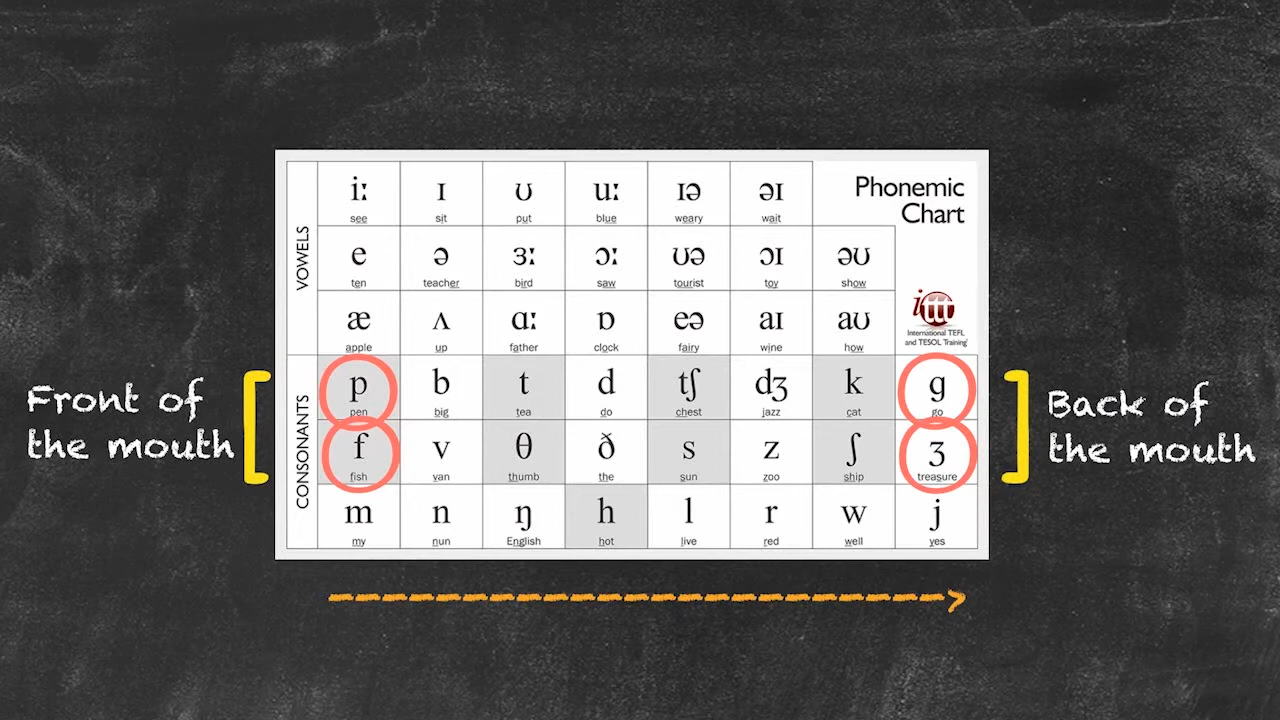 Phonemic
Chart
VOWELS
iː ɪ ʊ uː ɪə əɪ
see sit put blue weary wait
e ə ɜː ɔː ʊə ɔɪ əʊ
ten teacher bird saw tourist toy show
æ ʌ ɑː ɒ eə aɪ aʊ
apple up father clock fairy wine how
ittt
International TEFL
and TESOL Training
CONSONANTS
p b t d tʃ dʒ k g
pen big tea do chest jazz cat go
f v θ ð s z ʃ ʒ
fish van thumb the sun zoo ship treasure
m n ŋ h l r w j
my nun English hot live red well yes
Front of
the mouth
Back of
the mouth